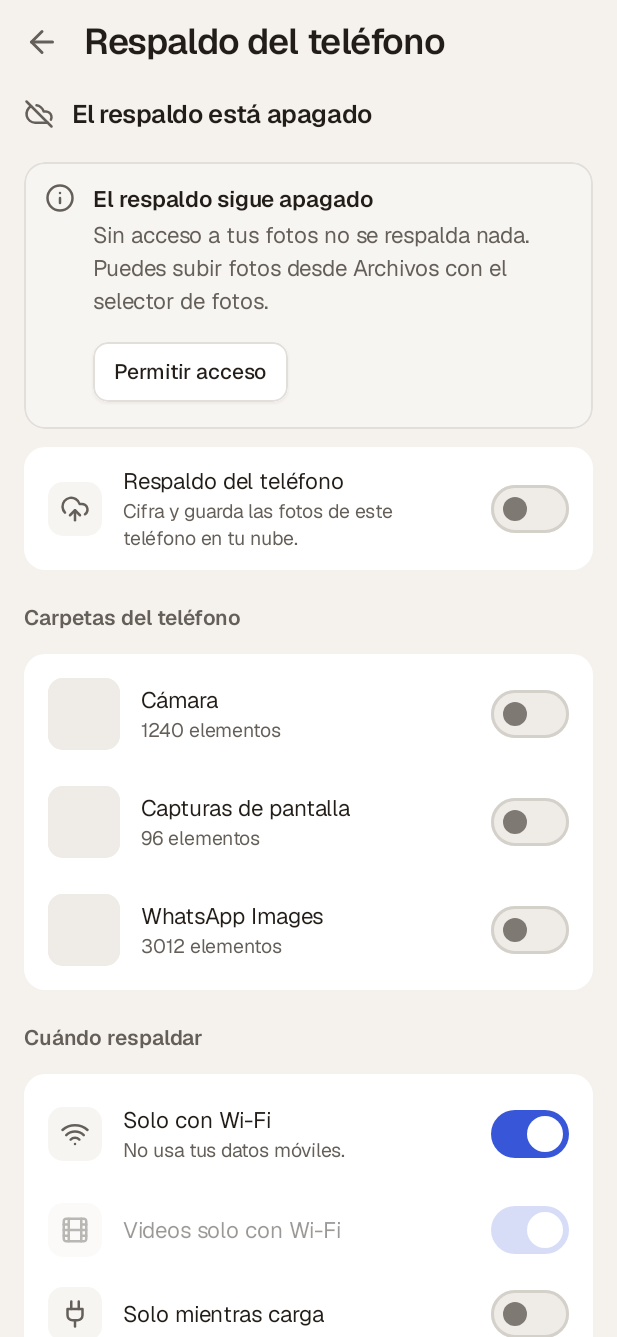 Respaldo del teléfono
El respaldo está apagado
El respaldo sigue apagado
Sin acceso a tus fotos no se respalda nada.
Puedes subir fotos desde Archivos con el
selector de fotos.
Permitir acceso
Respaldo del teléfono
Cifra y guarda las fotos de este
teléfono en tu nube.
Carpetas del teléfono
Cámara
1240 elementos
Capturas de pantalla
96 elementos
WhatsApp Images
3012 elementos
Cuándo respaldar
Solo con Wi-Fi
No usa tus datos móviles.
Videos solo con Wi-Fi
Solo mientras carga